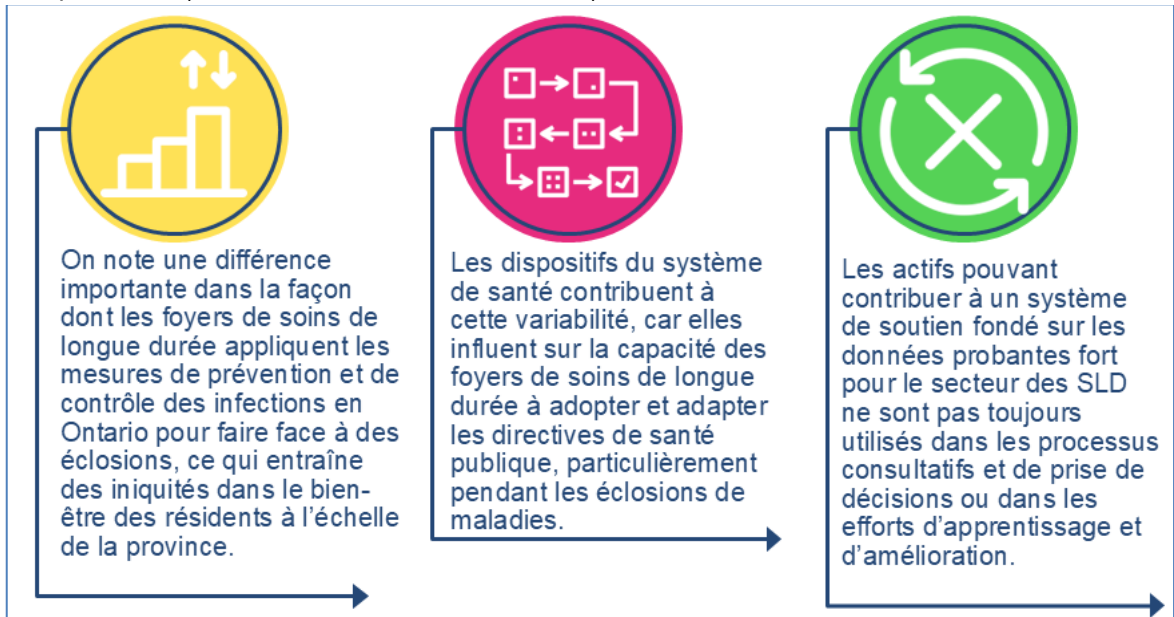 On note une différence
importante dans la façon
dont les foyers de soins de
longue durée appliquent les
mesures de prévention et de
contrôle des infections en
Ontario pour faire face à des
éclosions, ce qui entraîne
des iniquités dans le bien-
être des résidents à l'échelle
de la province.
Les dispositifs du système
de santé contribuent à
cette variabilité, car elles
influent sur la capacité des
foyers de soins de longue
durée à adopter et adapter
les directives de santé
publique, particulièrement
pendant les éclosions de
maladies.
Les actifs pouvant
contribuer à un système
de soutien fondé sur les
données probantes fort
pour le secteur des SLD
ne sont pas toujours
utilisés dans les processus
consultatifs et de prise de
décisions ou dans les
efforts d'apprentissage et
d'amélioration.